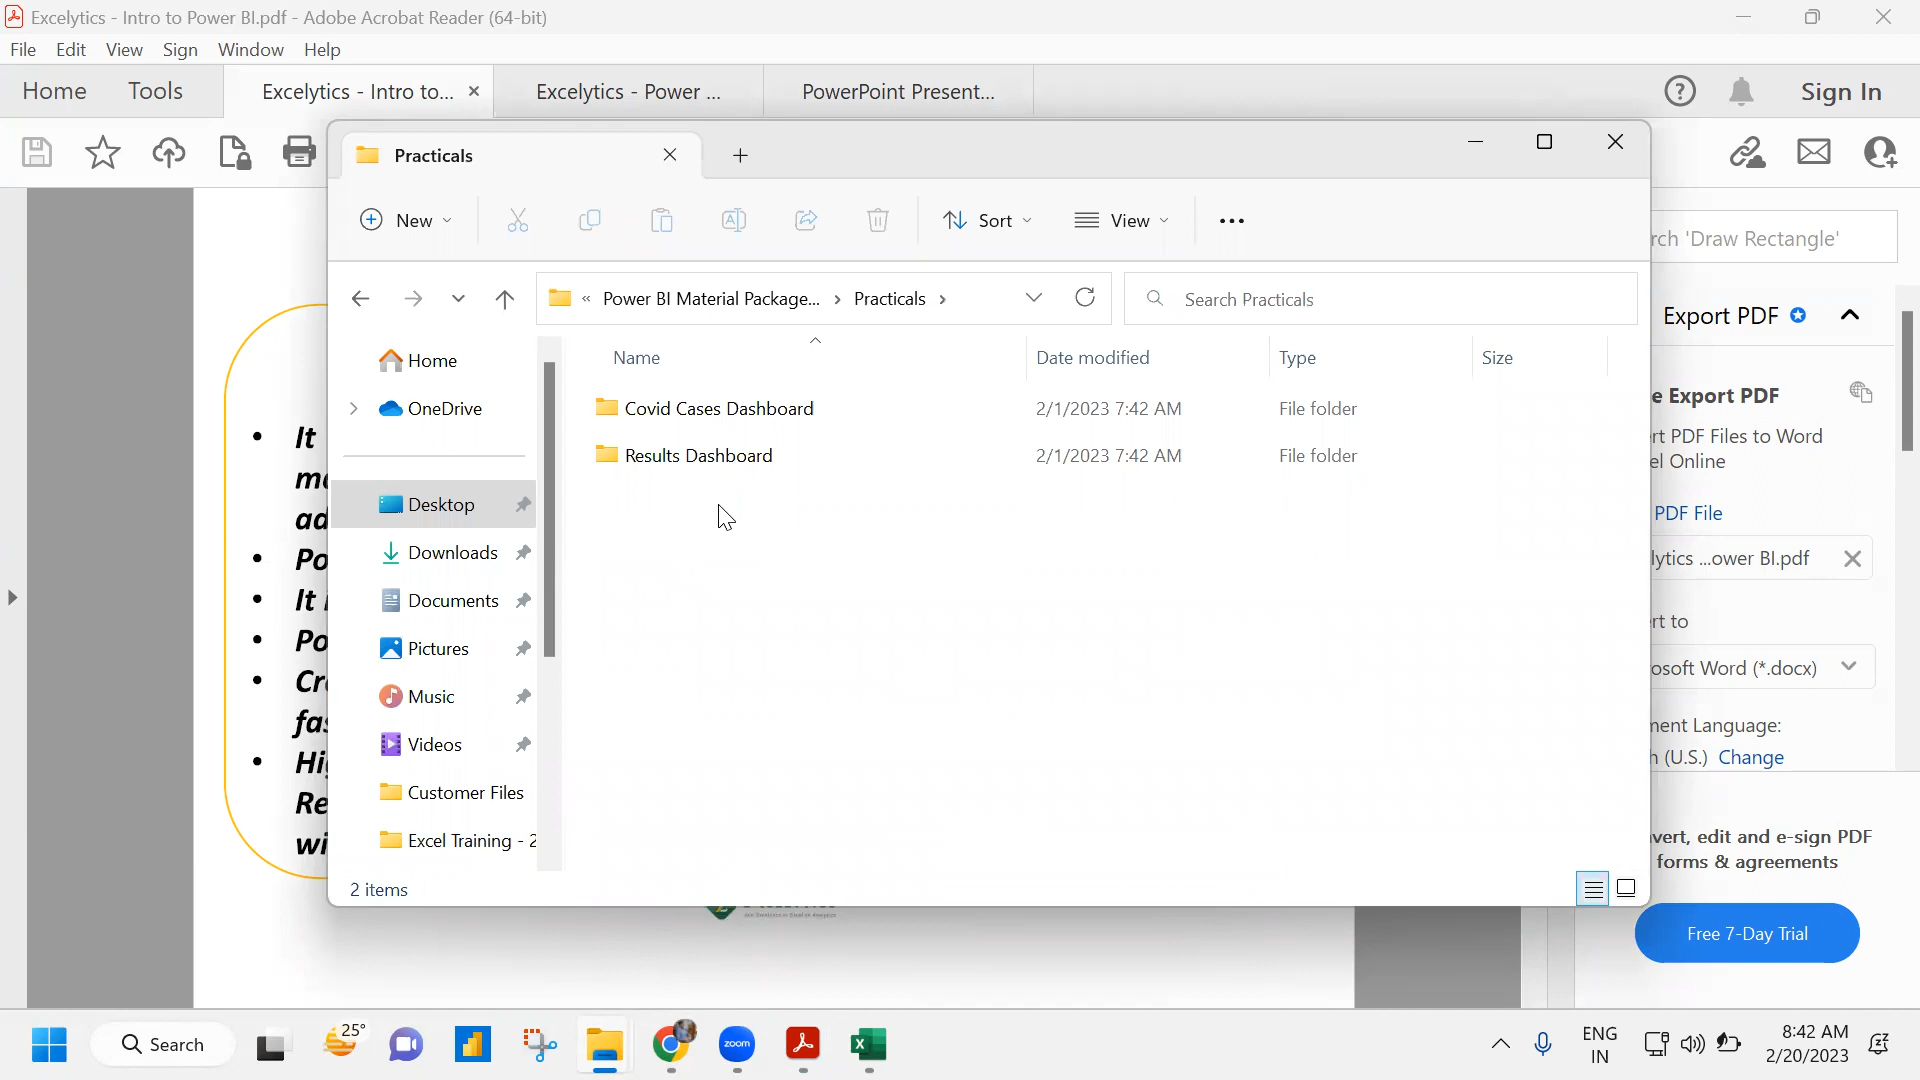 Excelytics - Intro to Power BI.pdf - Adobe Acrobat Reader (64-bit)
File Edit View Sign Window Help
Home Tools Excelytics - Intro to... Excelytics - Power ... PowerPoint Present... Sign In
Practicals
New Sort View
« Power BI Material Package... Practicals
Search Practicals
rch 'Draw Rectangle'
Export PDF
Name Date modified Type Size
Home
OneDrive
Covid Cases Dashboard 2/1/2023 7:42 AM File folder
Results Dashboard 2/1/2023 7:42 AM File folder
Desktop
Downloads
Documents
Pictures
Music
Videos
Customer Files
Excel Training - 2
2 items
It
Po
It
Po
Re
e Export PDF
rt PDF Files to Word
el Online
PDF File
lytics ...ower BI.pdf
rt to
osoft Word (*.docx)
ment Language:
h (U.S.) Change
vert, edit and e-sign PDF
forms & agreements
Free 7-Day Trial
Search
25°
zoom
ENG
IN
8:42 AM
2/20/2023